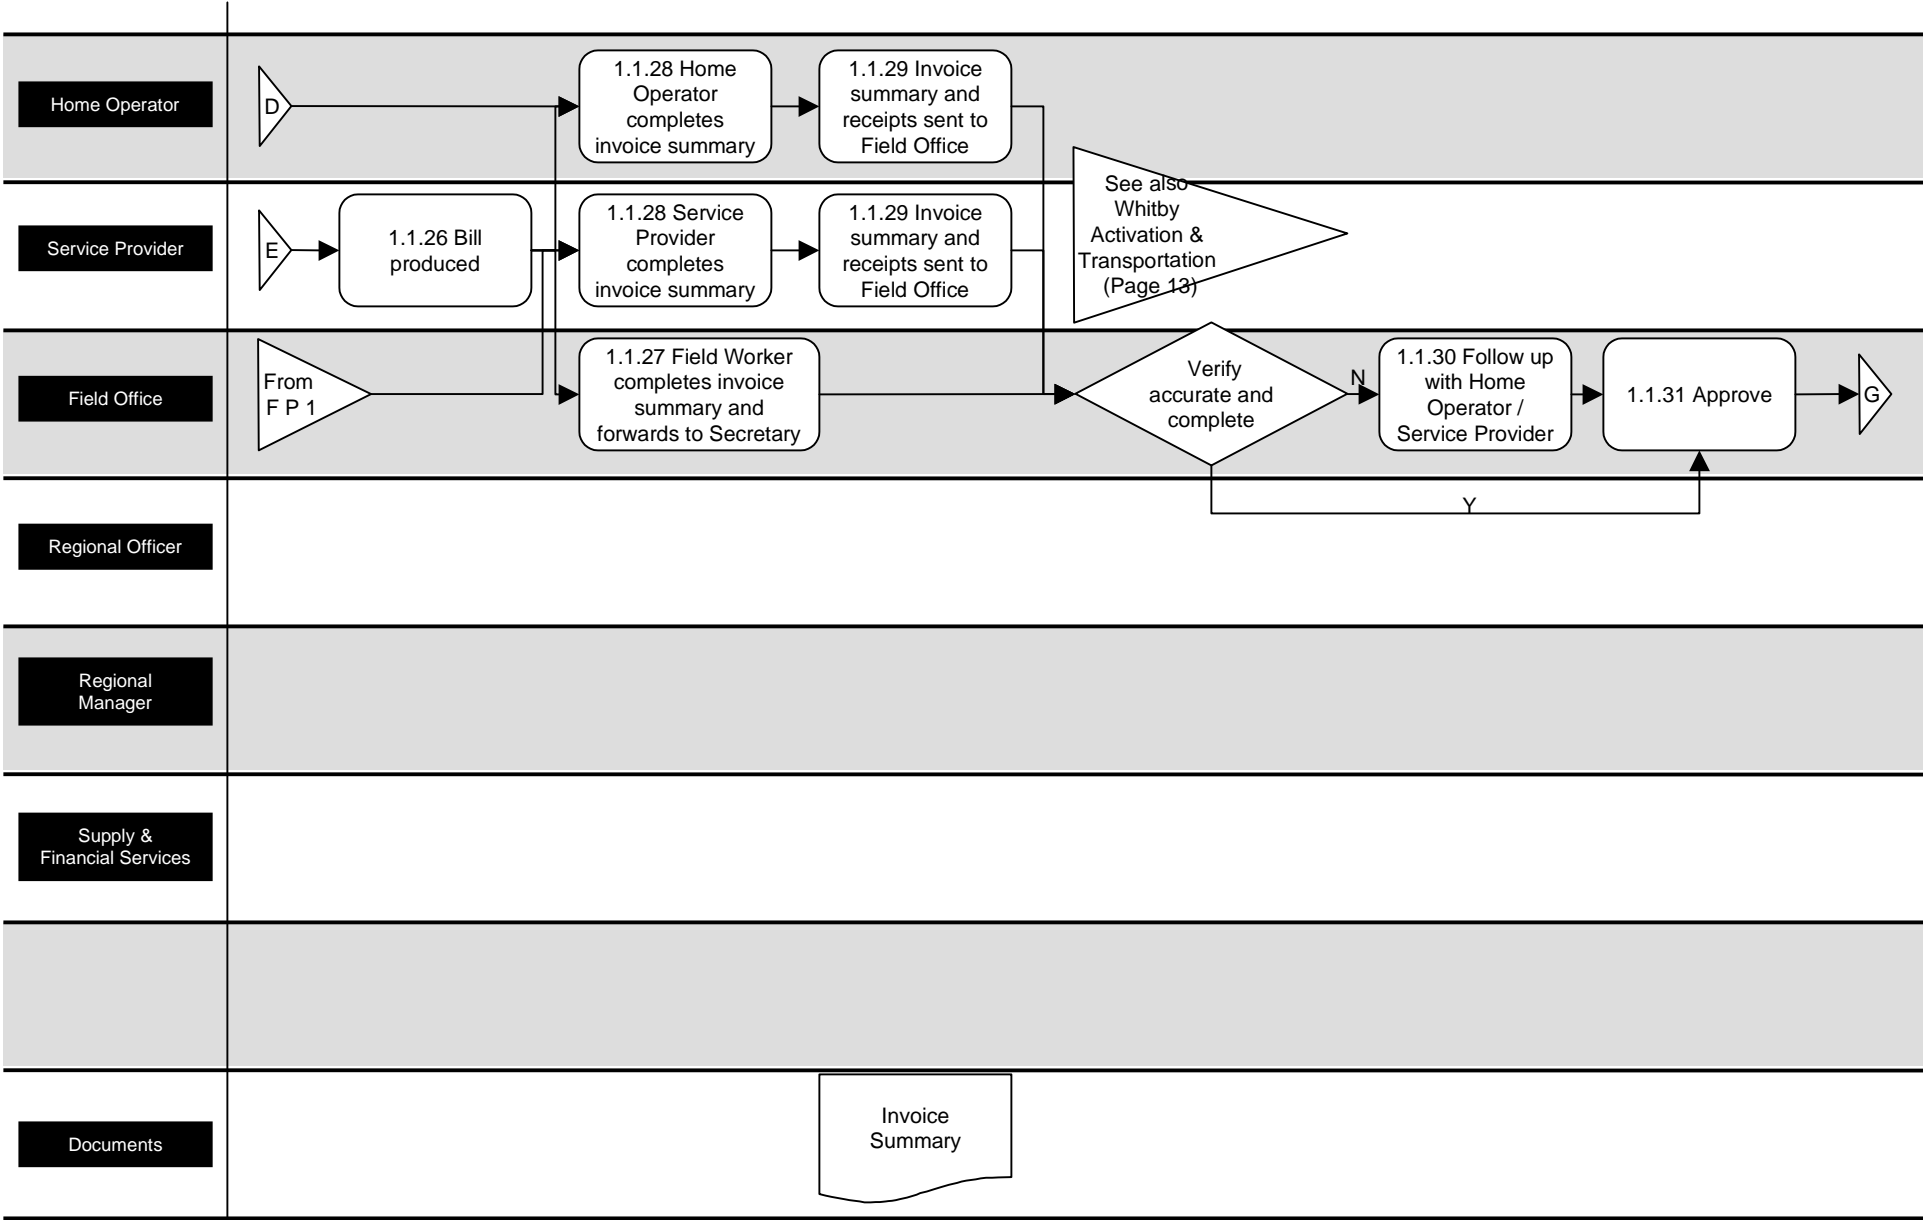 Home Operator
D
1.1.28 Home
Operator
completes
invoice summary
1.1.29 Invoice
summary and
receipts sent to
Field Office
Service Provider
E
1.1.26 Bill
produced
1.1.28 Service
Provider
completes
invoice summary
1.1.29 Invoice
summary and
receipts sent to
Field Office
See also
Whitby
Activation &
Transportation
(Page 13)
Field Office
From
F P 1
1.1.27 Field Worker
completes invoice
summary and
forwards to Secretary
Verify
accurate and
complete
N
1.1.30 Follow up
with Home
Operator /
Service Provider
1.1.31 Approve
G
Y
Regional Officer
Regional
Manager
Supply &
Financial Services
Documents
Invoice
Summary